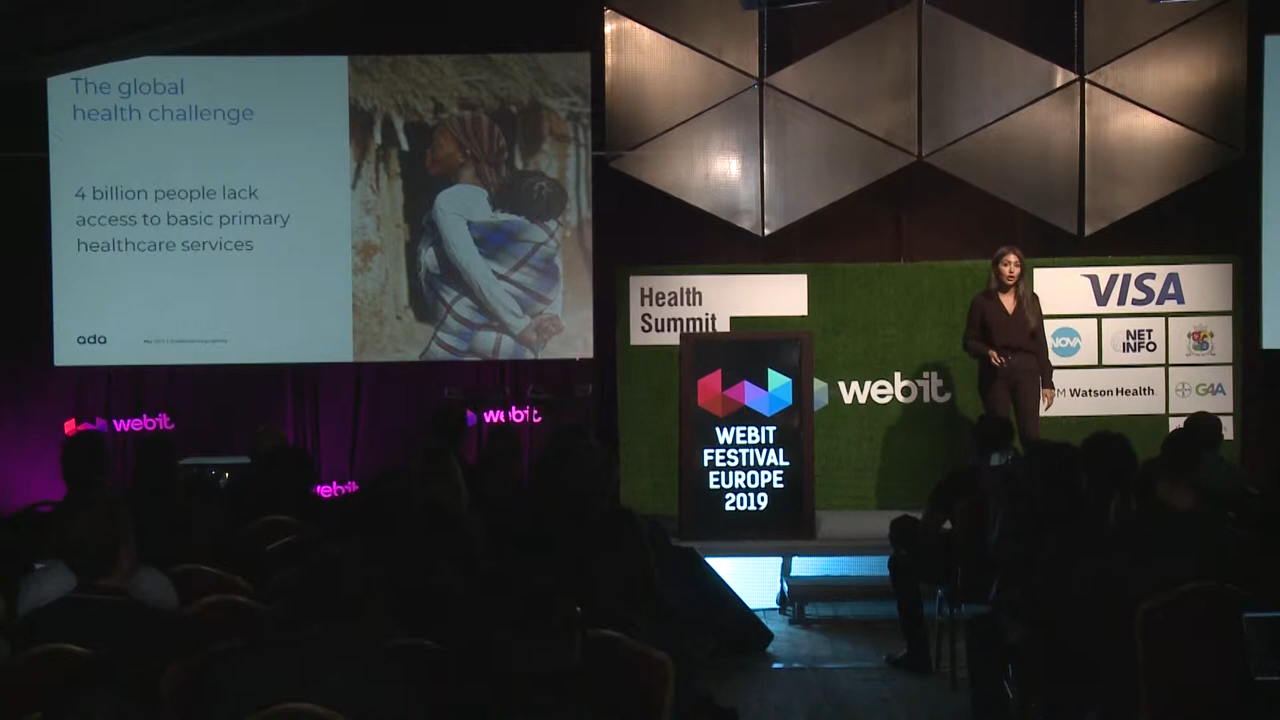 The global
health challenge
4 billion people lack
access to basic primary
healthcare services
ada
webit
webit
webit
Health
Summit
webit
WEBIT
FESTIVAL
EUROPE
2019
VISA
NOVA
NET
INFO
M Watson Health
BAYER
G4A